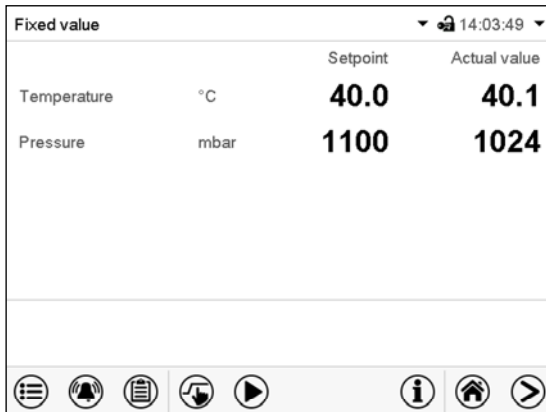 Fixed value 14:03:49
Setpoint Actual value
Temperature °C 40.0 40.1
Pressure mbar 1100 1024